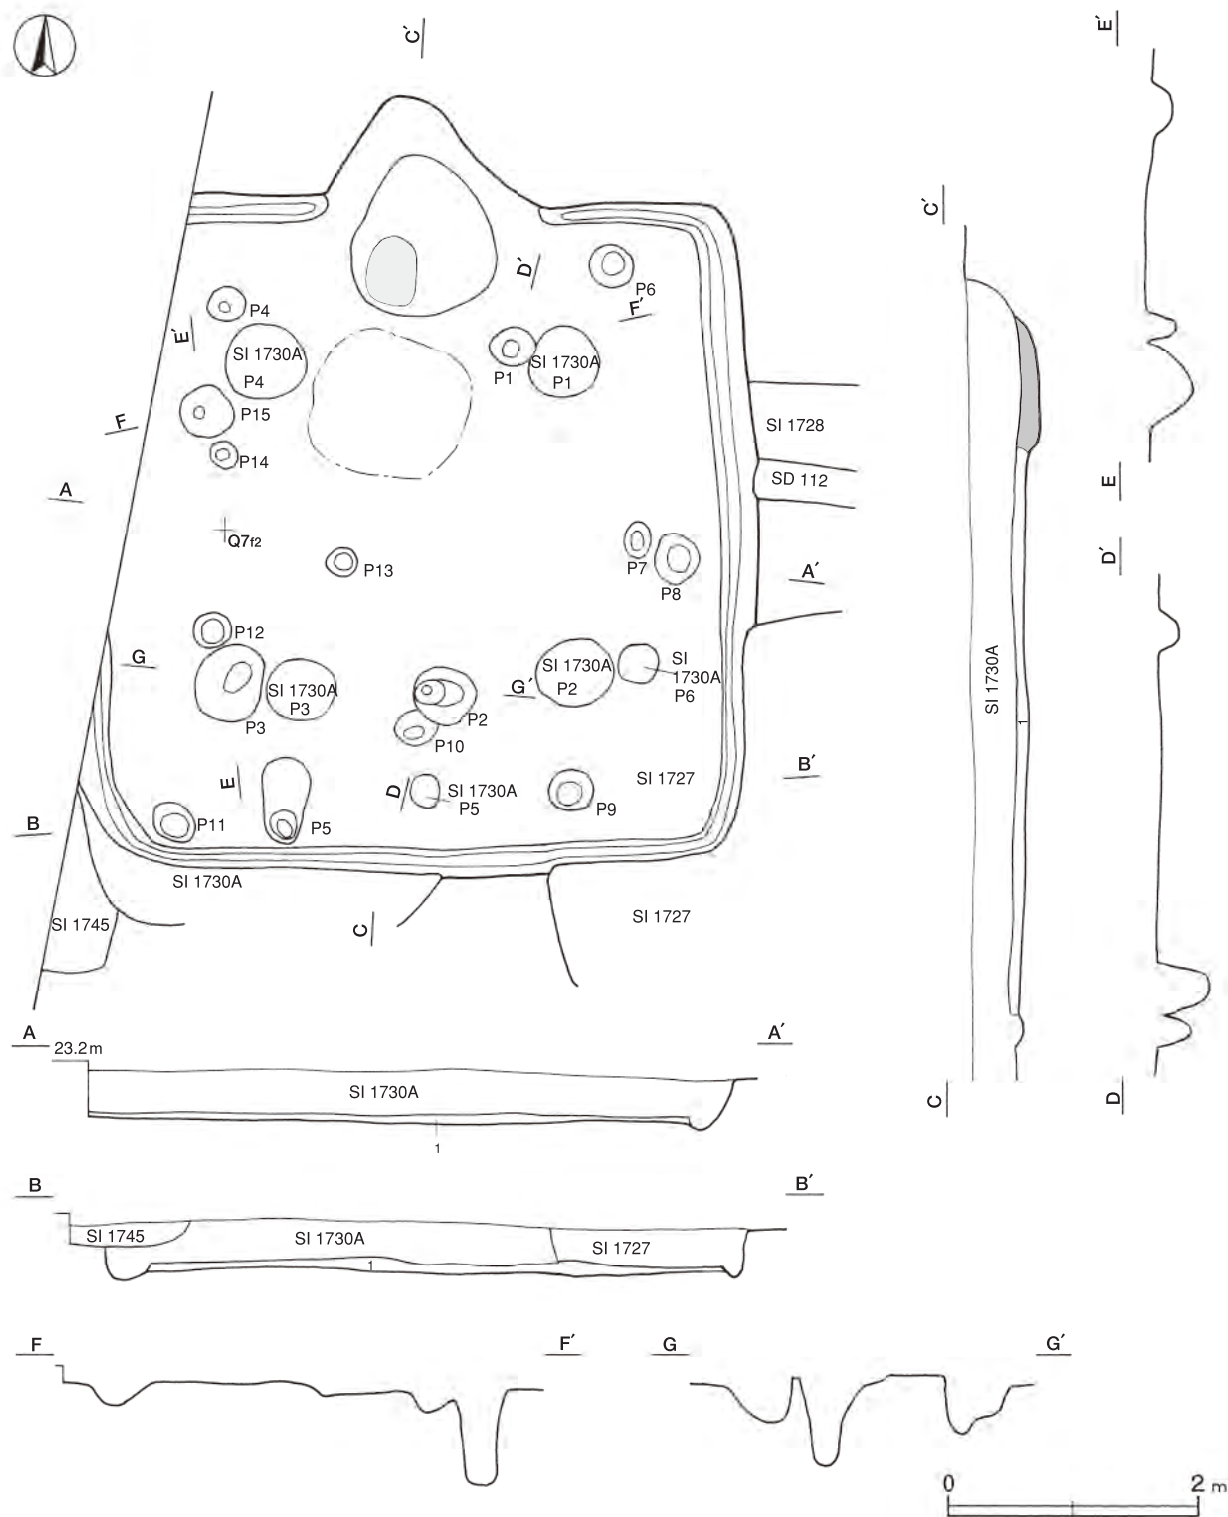 C′
E′
P6
D′
F′
P4
E′
SI 1730A
P4
P1
SI 1730A
P1
P15
F
P14
A
SI 1728
SD 112
Q7f2
P13
P7
P8
A′
P12
G
SI 1730A
P3
P3
P2
P10
G′
SI 1730A
P2
SI
1730A
P6
E
D
SI 1730A
P5
P9
SI 1727
B′
B
P11
P5
SI 1730A
SI 1745
C
SI 1727
C′
SI 1730A
1
C
E
D′
D
A
A′
23.2 m
SI 1730A
1
B
B′
SI 1745
SI 1730A
SI 1727
1
F
F′
G
G′
0
2 m